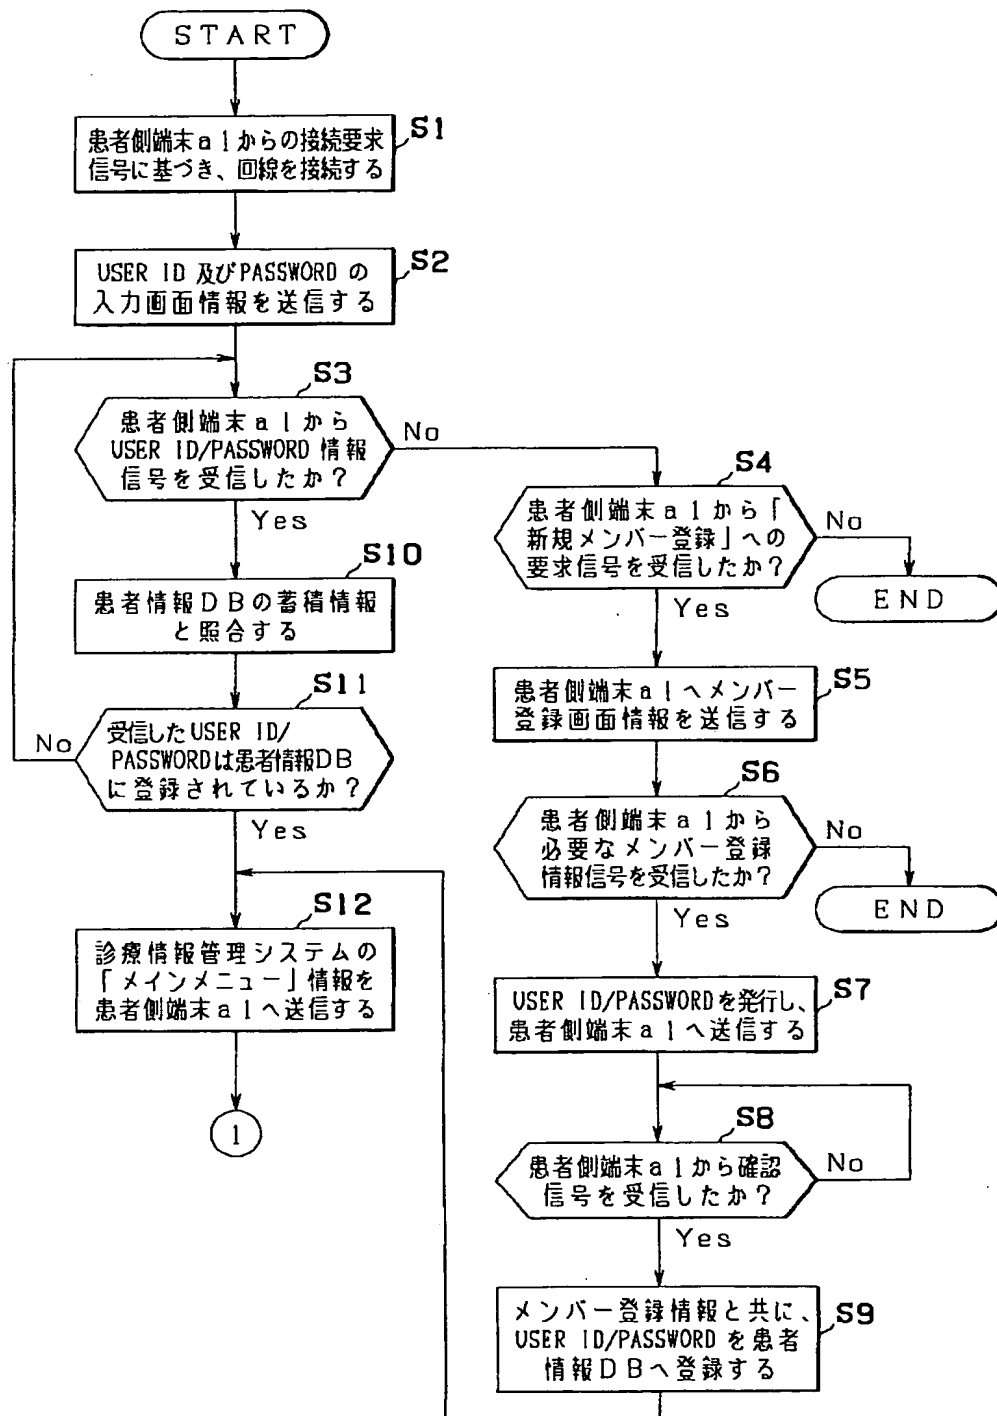 START
S1
患者側端末a1からの接続要求
信号に基づき、回線を接続する
S2
USER ID 及びPASSWORD の
入力画面情報を送信する
S3
患者側端末a1から
USER ID/PASSWORD 情報
信号を受信したか?
No
Yes
S4
患者側端末a1から「
新規メンバー登録」への
要求信号を受信したか?
No
END
Yes
S10
患者情報DBの蓄積情報
と照合する
S5
患者側端末a1へメンバー
登録画面情報を送信する
S11
受信したUSER ID/
PASSWORDは患者情報DB
に登録されているか?
No
Yes
S6
患者側端末a1から
必要なメンバー登録
情報信号を受信したか?
No
END
Yes
S12
診療情報管理システムの
「メインメニュー」情報を
患者側端末a1へ送信する
1
S7
USER ID/PASSWORDを発行し、
患者側端末a1へ送信する
S8
患者側端末a1から確認
信号を受信したか?
No
Yes
S9
メンバー登録情報と共に、
USER ID/PASSWORD を患者
情報DBへ登録する